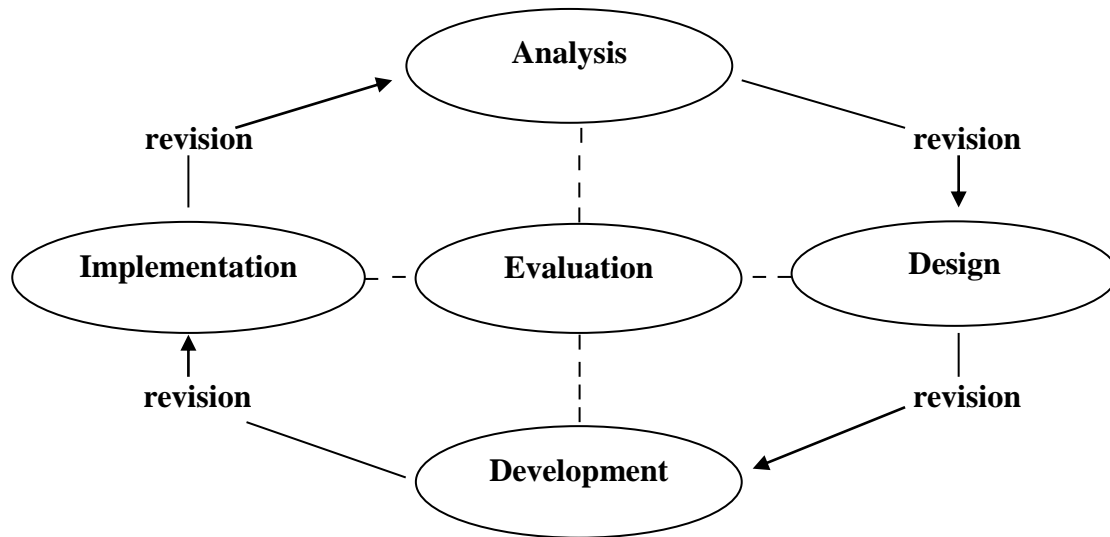 Analysis
revision
revision
Implementation
Evaluation
Design
revision
revision
Development